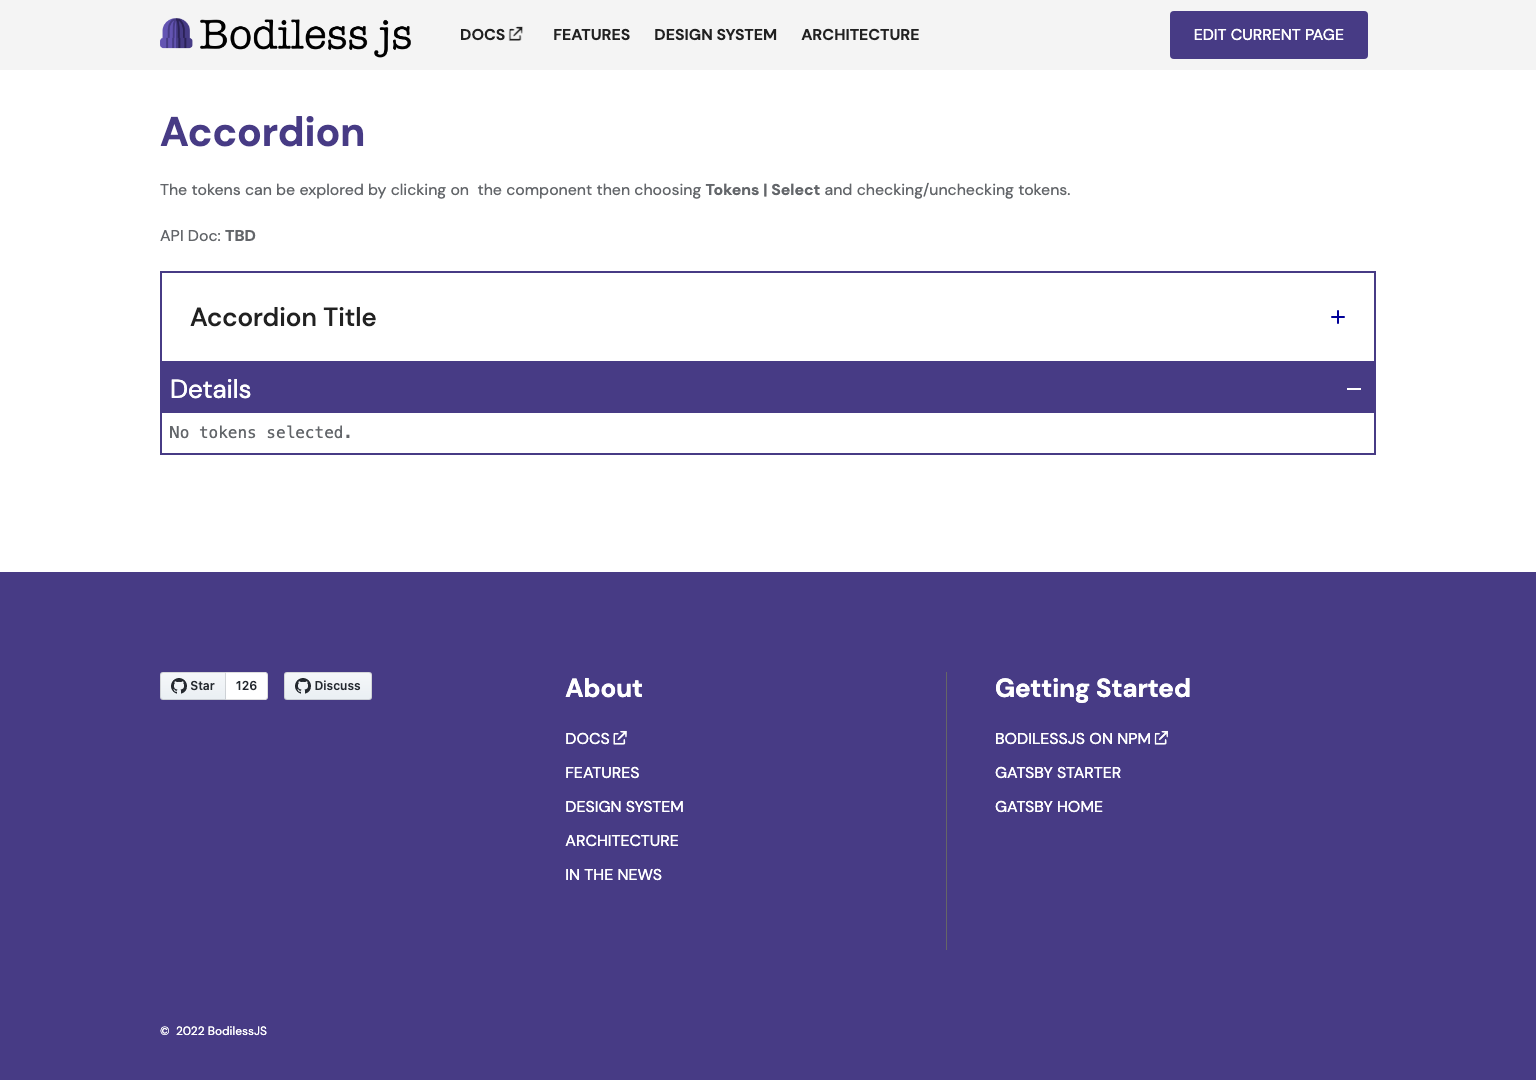 Bodiless js
DOCS FEATURES DESIGN SYSTEM ARCHITECTURE
EDIT CURRENT PAGE
Accordion
The tokens can be explored by clicking on  the component then choosing Tokens | Select and checking/unchecking tokens.
API Doc: TBD
Accordion Title
Details
No tokens selected.
Star 126 Discuss
About
DOCS
FEATURES
DESIGN SYSTEM
ARCHITECTURE
IN THE NEWS
Getting Started
BODILESSJS ON NPM
GATSBY STARTER
GATSBY HOME
© 2022 BodilessJS